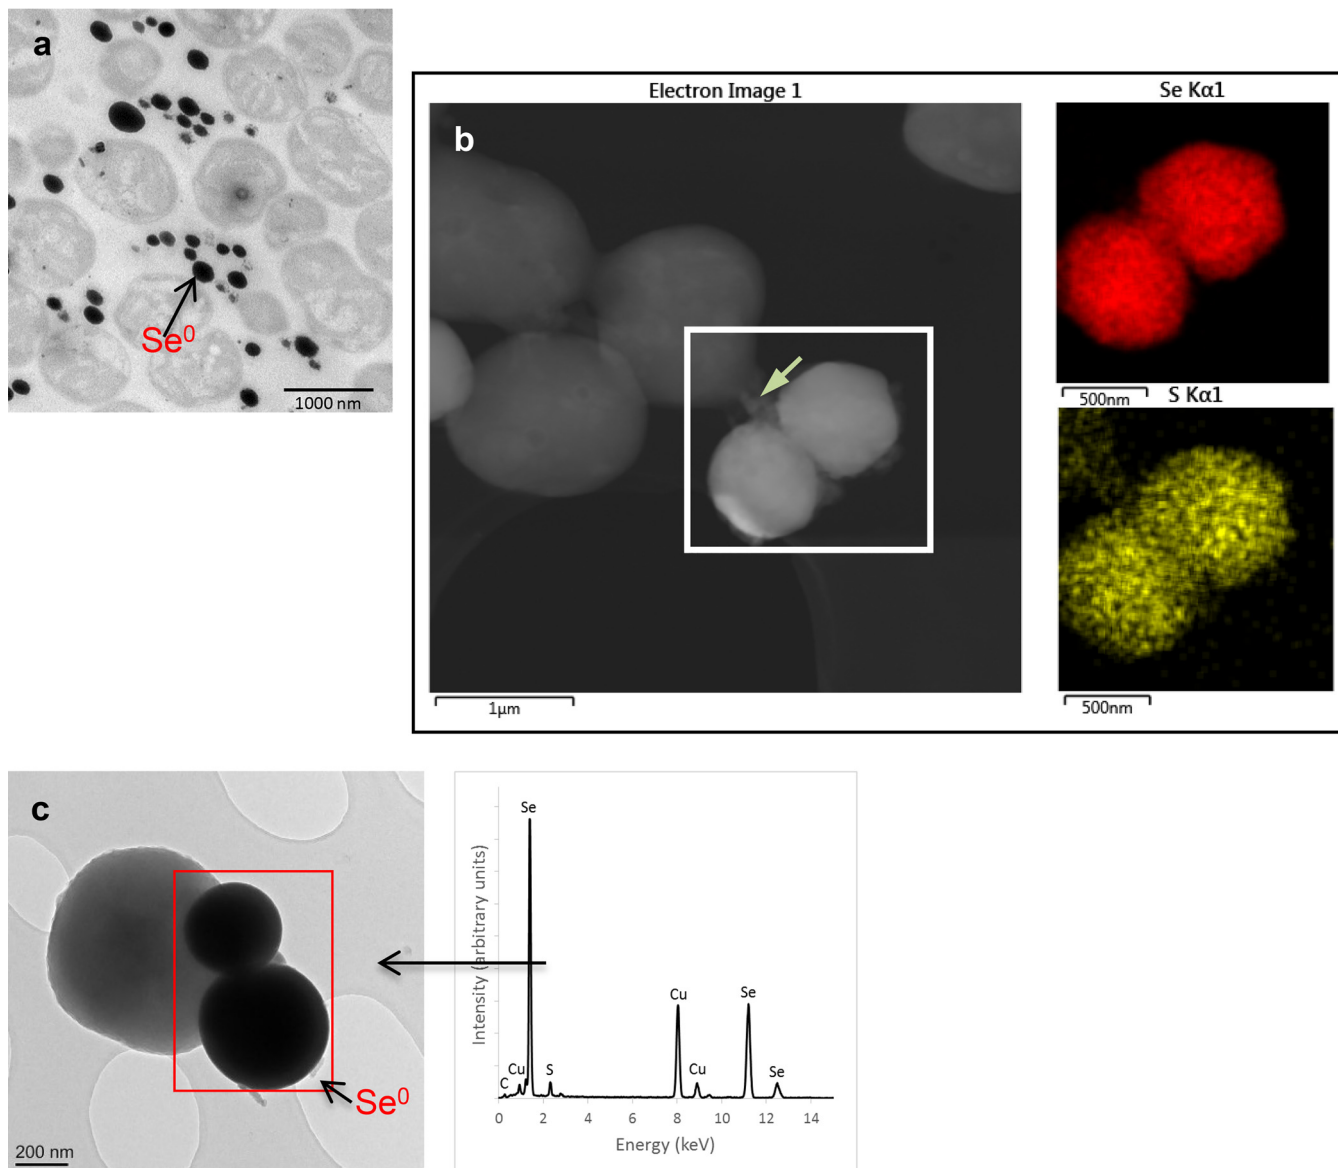 a
Se⁰
1000 nm
Electron Image 1
b
1µm
Se Kα1
500nm
S Kα1
500nm
c
Se⁰
200 nm
Intensity (arbitrary units)
Se
C
Cu
S
Cu
Cu
Se
Se
0 2 4 6 8 10 12 14
Energy (keV)